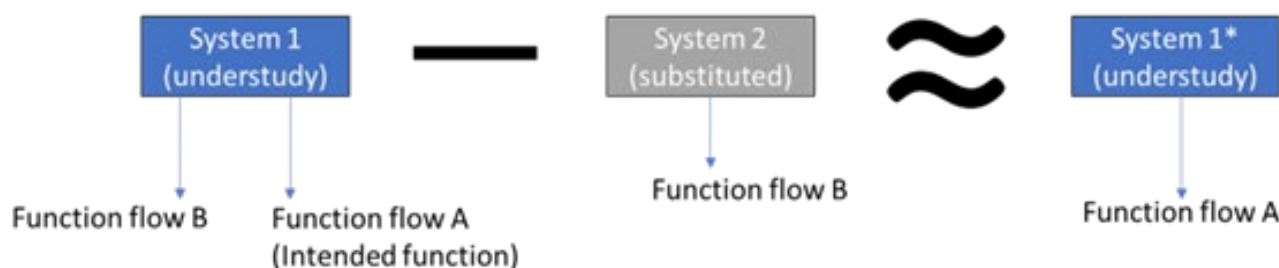 System 1
(understudy)
System 2
(substituted)
System 1*
(understudy)
Function flow B
Function flow A
(Intended function)
Function flow B
Function flow A